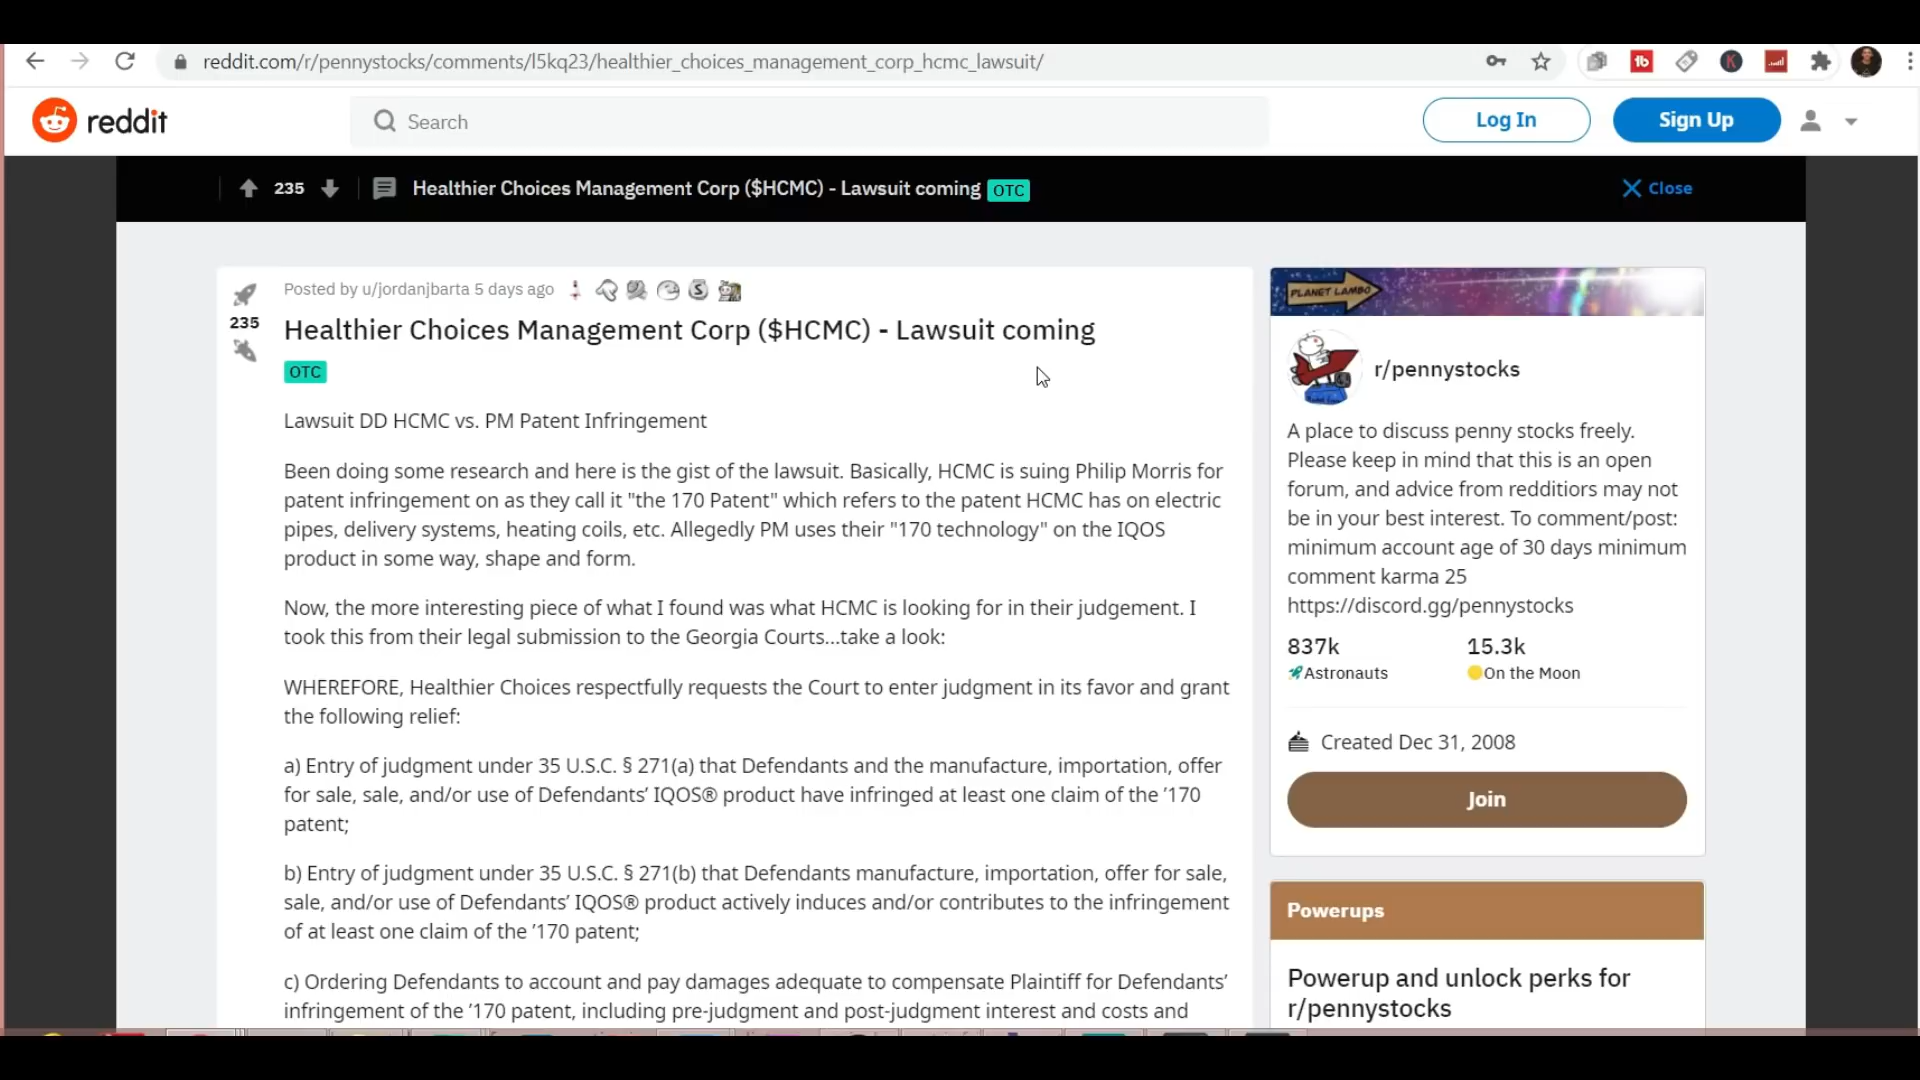 reddit.com/r/pennystocks/comments/l5kq23/healthier_choices_management_corp_hcmc_lawsuit/
reddit
Search
Log In
Sign Up
235
Healthier Choices Management Corp ($HCMC) - Lawsuit coming OTC
Close
Posted by u/jordanjbarta 5 days ago
235
Healthier Choices Management Corp ($HCMC) - Lawsuit coming
OTC
Lawsuit DD HCMC vs. PM Patent Infringement
Been doing some research and here is the gist of the lawsuit. Basically, HCMC is suing Philip Morris for
patent infringement on as they call it "the 170 Patent" which refers to the patent HCMC has on electric
pipes, delivery systems, heating coils, etc. Allegedly PM uses their "170 technology" on the IQOS
product in some way, shape and form.
Now, the more interesting piece of what I found was what HCMC is looking for in their judgement. I
took this from their legal submission to the Georgia Courts...take a look:
WHEREFORE, Healthier Choices respectfully requests the Court to enter judgment in its favor and grant
the following relief:
a) Entry of judgment under 35 U.S.C. § 271(a) that Defendants and the manufacture, importation, offer
for sale, sale, and/or use of Defendants’ IQOS® product have infringed at least one claim of the ’170
patent;
b) Entry of judgment under 35 U.S.C. § 271(b) that Defendants manufacture, importation, offer for sale,
sale, and/or use of Defendants’ IQOS® product actively induces and/or contributes to the infringement
of at least one claim of the ’170 patent;
c) Ordering Defendants to account and pay damages adequate to compensate Plaintiff for Defendants’
infringement of the ’170 patent, including pre-judgment and post-judgment interest and costs and
PLANET LAMBO
r/pennystocks
A place to discuss penny stocks freely.
Please keep in mind that this is an open
forum, and advice from redditiors may not
be in your best interest. To comment/post:
minimum account age of 30 days minimum
comment karma 25
https://discord.gg/pennystocks
837k
15.3k
Astronauts
On the Moon
Created Dec 31, 2008
Join
Powerups
Powerup and unlock perks for
r/pennystocks